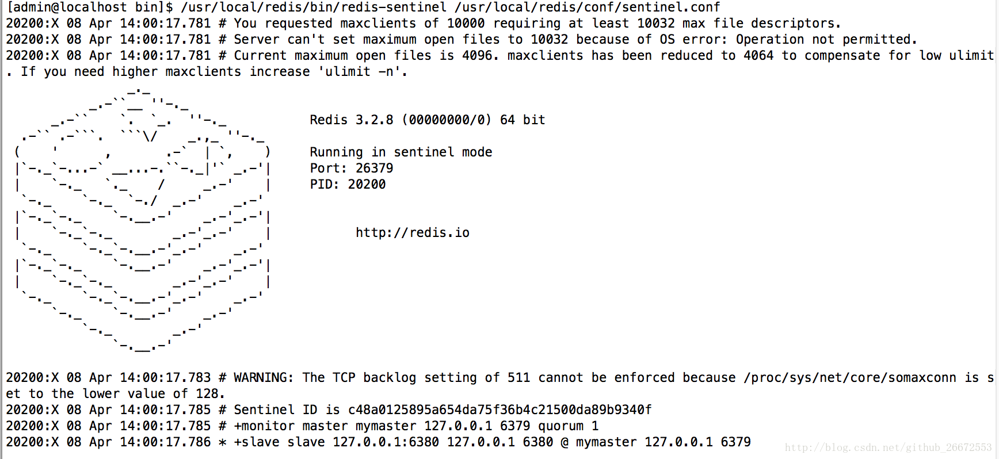 [admin@localhost bin]$ /usr/local/redis/bin/redis-sentinel /usr/local/redis/conf/sentinel.conf
20200:X 08 Apr 14:00:17.781 # You requested maxclients of 10000 requiring at least 10032 max file descriptors.
20200:X 08 Apr 14:00:17.781 # Server can't set maximum open files to 10032 because of OS error: Operation not permitted.
20200:X 08 Apr 14:00:17.781 # Current maximum open files is 4096. maxclients has been reduced to 4064 to compensate for low ulimit
. If you need higher maxclients increase 'ulimit -n'.
Redis 3.2.8 (00000000/0) 64 bit
Running in sentinel mode
Port: 26379
PID: 20200
http://redis.io
20200:X 08 Apr 14:00:17.783 # WARNING: The TCP backlog setting of 511 cannot be enforced because /proc/sys/net/core/somaxconn is s
et to the lower value of 128.
20200:X 08 Apr 14:00:17.785 # Sentinel ID is c48a0125895a654da75f36b4c21500da89b9340f
20200:X 08 Apr 14:00:17.785 # +monitor master mymaster 127.0.0.1 6379 quorum 1
20200:X 08 Apr 14:00:17.786 * +slave slave 127.0.0.1:6380 127.0.0.1 6380 @ mymaster 127.0.0.1 6379
http://blog.csdn.net/github_26672553